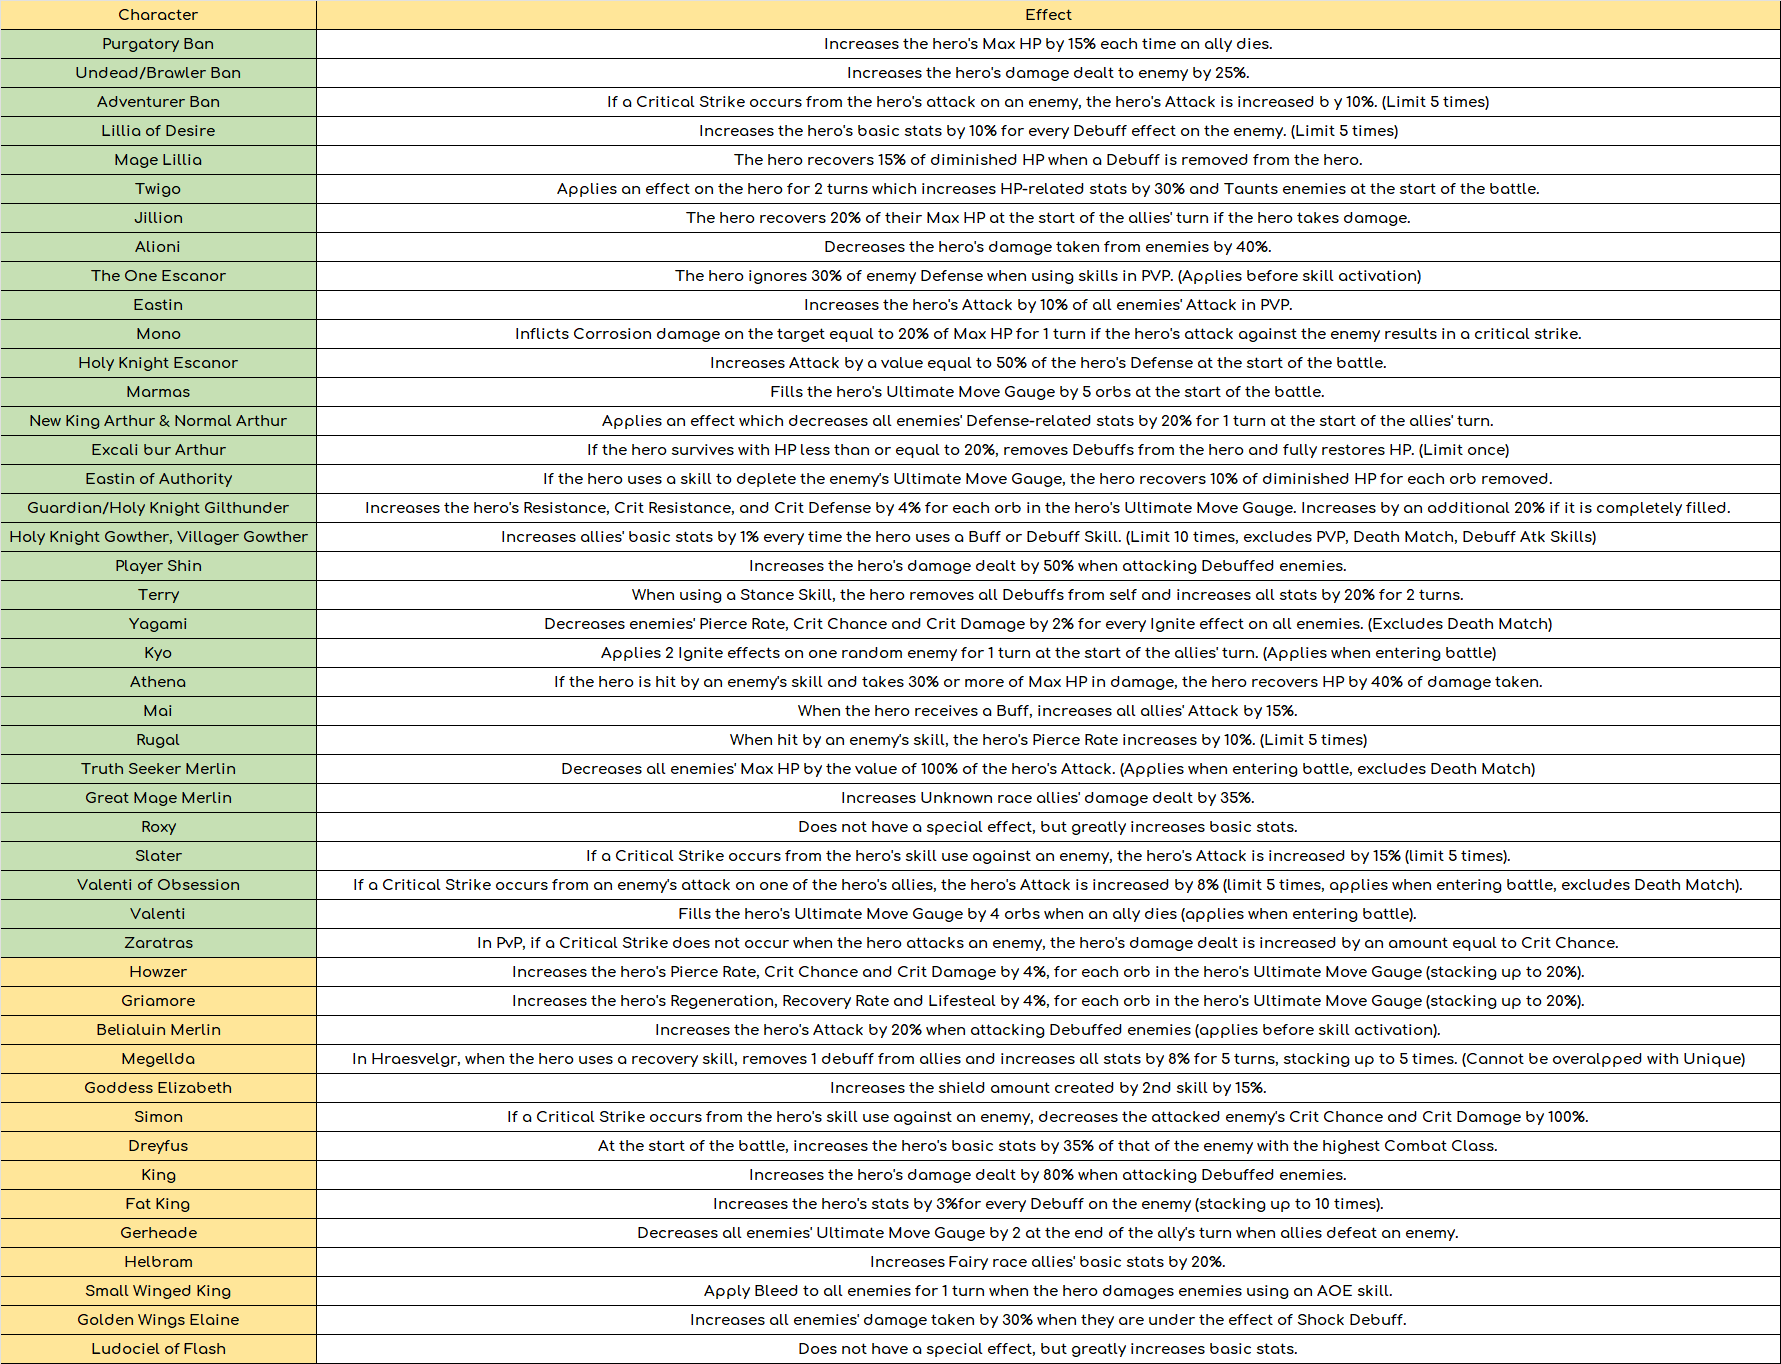 Character Effect
Purgatory Ban Increases the hero's Max HP by 15% each time an ally dies.
Undead/Brawler Ban Increases the hero's damage dealt to enemy by 25%.
Adventurer Ban If a Critical Strike occurs from the hero's attack on an enemy, the hero's Attack is increased b y 10%. (Limit 5 times)
Lillia of Desire Increases the hero's basic stats by 10% for every Debuff effect on the enemy. (Limit 5 times)
Mage Lillia The hero recovers 15% of diminished HP when a Debuff is removed from the hero.
Twigo Applies an effect on the hero for 2 turns which increases HP-related stats by 30% and Taunts enemies at the start of the battle.
Jillion The hero recovers 20% of their Max HP at the start of the allies' turn if the hero takes damage.
Alioni Decreases the hero's damage taken from enemies by 40%.
The One Escanor The hero ignores 30% of enemy Defense when using skills in PVP. (Applies before skill activation)
Eastin Increases the hero's Attack by 10% of all enemies' Attack in PVP.
Mono Inflicts Corrosion damage on the target equal to 20% of Max HP for 1 turn if the hero's attack against the enemy results in a critical strike.
Holy Knight Escanor Increases Attack by a value equal to 50% of the hero's Defense at the start of the battle.
Marmas Fills the hero's Ultimate Move Gauge by 5 orbs at the start of the battle.
New King Arthur & Normal Arthur Applies an effect which decreases all enemies' Defense-related stats by 20% for 1 turn at the start of the allies' turn.
Excali bur Arthur If the hero survives with HP less than or equal to 20%, removes Debuffs from the hero and fully restores HP. (Limit once)
Eastin of Authority If the hero uses a skill to deplete the enemy's Ultimate Move Gauge, the hero recovers 10% of diminished HP for each orb removed.
Guardian/Holy Knight Gilthunder Increases the hero's Resistance, Crit Resistance, and Crit Defense by 4% for each orb in the hero's Ultimate Move Gauge. Increases by an additional 20% if it is completely filled.
Holy Knight Gowther, Villager Gowther Increases allies' basic stats by 1% every time the hero uses a Buff or Debuff Skill. (Limit 10 times, excludes PVP, Death Match, Debuff Atk Skills)
Player Shin Increases the hero's damage dealt by 50% when attacking Debuffed enemies.
Terry When using a Stance Skill, the hero removes all Debuffs from self and increases all stats by 20% for 2 turns.
Yagami Decreases enemies' Pierce Rate, Crit Chance and Crit Damage by 2% for every Ignite effect on all enemies. (Excludes Death Match)
Kyo Applies 2 Ignite effects on one random enemy for 1 turn at the start of the allies' turn. (Applies when entering battle)
Athena If the hero is hit by an enemy's skill and takes 30% or more of Max HP in damage, the hero recovers HP by 40% of damage taken.
Mai When the hero receives a Buff, increases all allies' Attack by 15%.
Rugal When hit by an enemy's skill, the hero's Pierce Rate increases by 10%. (Limit 5 times)
Truth Seeker Merlin Decreases all enemies' Max HP by the value of 100% of the hero's Attack. (Applies when entering battle, excludes Death Match)
Great Mage Merlin Increases Unknown race allies' damage dealt by 35%.
Roxy Does not have a special effect, but greatly increases basic stats.
Slater If a Critical Strike occurs from the hero's skill use against an enemy, the hero's Attack is increased by 15% (limit 5 times).
Valenti of Obsession If a Critical Strike occurs from an enemy's attack on one of the hero's allies, the hero's Attack is increased by 8% (limit 5 times, applies when entering battle, excludes Death Match).
Valenti Fills the hero's Ultimate Move Gauge by 4 orbs when an ally dies (applies when entering battle).
Zaratras In PvP, if a Critical Strike does not occur when the hero attacks an enemy, the hero's damage dealt is increased by an amount equal to Crit Chance.
Howzer Increases the hero's Pierce Rate, Crit Chance and Crit Damage by 4%, for each orb in the hero's Ultimate Move Gauge (stacking up to 20%).
Griamore Increases the hero's Regeneration, Recovery Rate and Lifesteal by 4%, for each orb in the hero's Ultimate Move Gauge (stacking up to 20%).
Belialuin Merlin Increases the hero's Attack by 20% when attacking Debuffed enemies (applies before skill activation).
Megellda In Hraesvelgr, when the hero uses a recovery skill, removes 1 debuff from allies and increases all stats by 8% for 5 turns, stacking up to 5 times. (Cannot be overalpped with Unique)
Goddess Elizabeth Increases the shield amount created by 2nd skill by 15%.
Simon If a Critical Strike occurs from the hero's skill use against an enemy, decreases the attacked enemy's Crit Chance and Crit Damage by 100%.
Dreyfus At the start of the battle, increases the hero's basic stats by 35% of that of the enemy with the highest Combat Class.
King Increases the hero's damage dealt by 80% when attacking Debuffed enemies.
Fat King Increases the hero's stats by 3%for every Debuff on the enemy (stacking up to 10 times).
Gerheade Decreases all enemies' Ultimate Move Gauge by 2 at the end of the ally's turn when allies defeat an enemy.
Helbram Increases Fairy race allies' basic stats by 20%.
Small Winged King Apply Bleed to all enemies for 1 turn when the hero damages enemies using an AOE skill.
Golden Wings Elaine Increases all enemies' damage taken by 30% when they are under the effect of Shock Debuff.
Ludociel of Flash Does not have a special effect, but greatly increases basic stats.